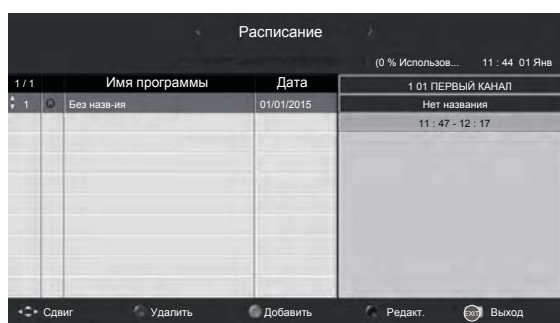 Расписание
(0 % Использов... 11 : 44 01 Янв
1 / 1 Имя программы Дата
1 01 ПЕРВЫЙ КАНАЛ
1 Без назв-ия 01/01/2015
Нет названия
11 : 47 - 12 : 17
Сдвиг Удалить Добавить Редакт. EXIT Выход